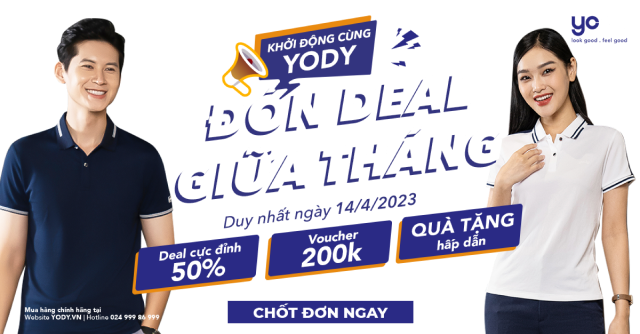 KHỞI ĐỘNG CÙNG
YODY
yo
look good . feel good
ĐÓN DEAL
GIỮA THÁNG
Duy nhất ngày 14/4/2023
Deal cực đỉnh
50%
Voucher
200k
QUÀ TẶNG
hấp dẫn
Mua hàng chính hãng tại
Website YODY.VN | Hotline 024 999 86 999
CHỐT ĐƠN NGAY